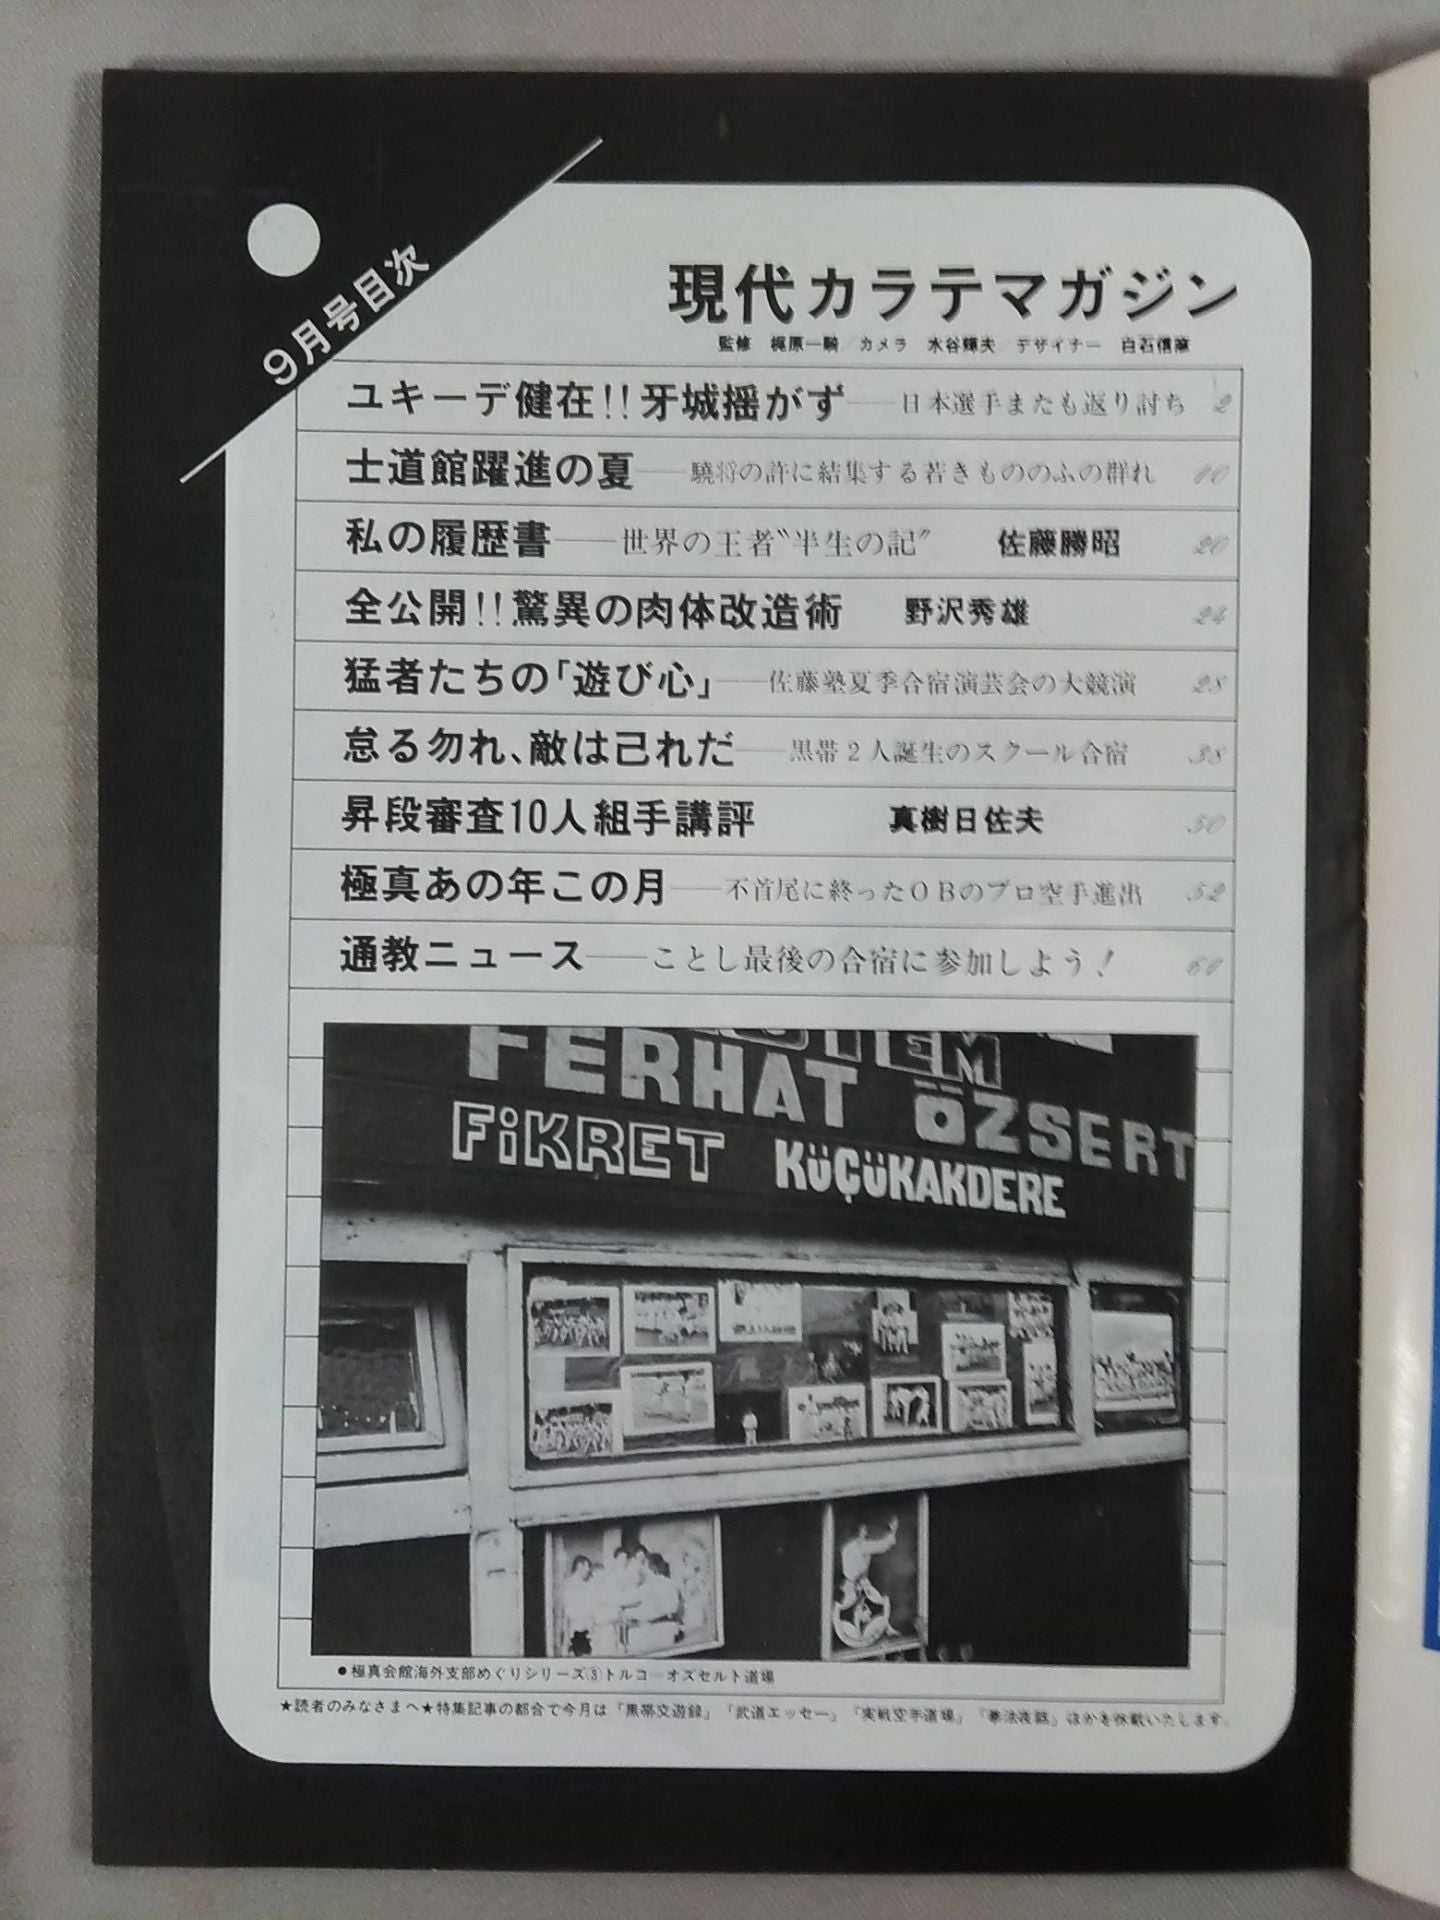 9月号目次
現代カラテマガジン
監修 梶原一騎／カメラ 水谷輝夫／デザイナー 白石信彦
ユキーデ健在!!牙城揺がず——日本選手またも返り討ち 2
士道館躍進の夏——驍将の許に結集する若きもののふの群れ 10
私の履歴書——世界の王者〝半生の記〟 佐藤勝昭 20
全公開!!驚異の肉体改造術 野沢秀雄 24
猛者たちの「遊び心」——佐藤塾夏季合宿演芸会の大競演 28
怠る勿れ、敵は己れだ——黒帯2人誕生のスクール合宿 38
昇段審査10人組手講評 真樹日佐夫 50
極真あの年この月——不首尾に終ったOBのプロ空手進出 52
通教ニュース——ことし最後の合宿に参加しよう! 61
FERHAT ÖZSERT
FiKRET KÜÇÜKAKDERE
●極真会館海外支部めぐりシリーズ③トルコ―オズセルト道場
★読者のみなさまへ★特集記事の都合で今月は「黒帯交遊録」「武道エッセー」「実戦空手道場」「拳法夜話」ほかを休載いたします。